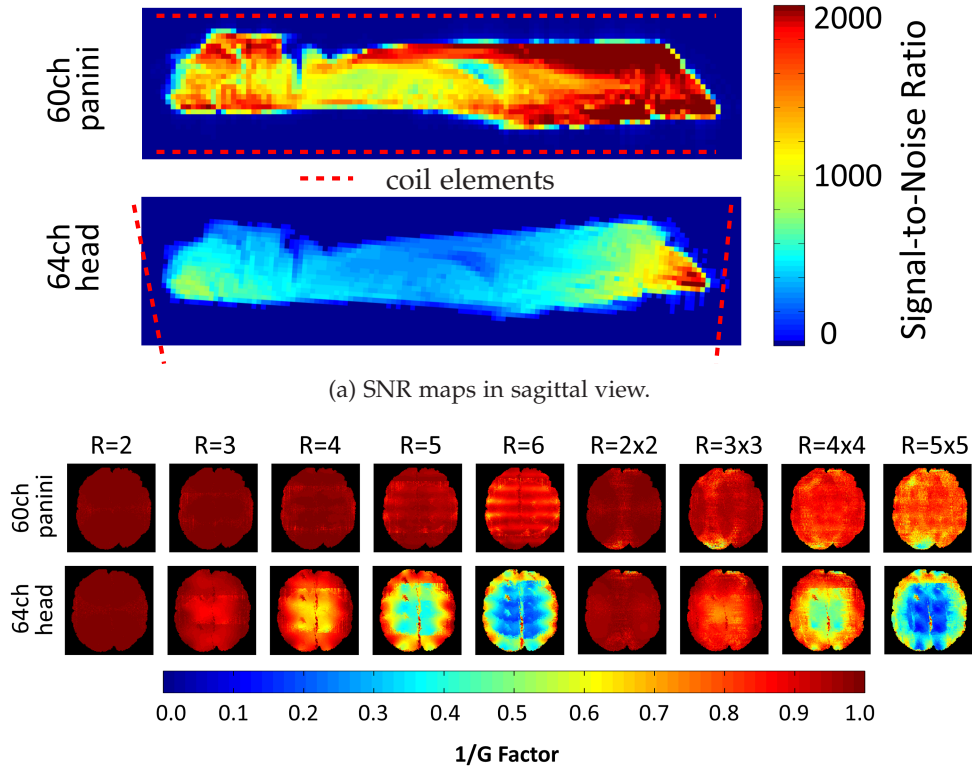 60ch
panini
2000
1000
0
Signal-to-Noise Ratio
coil elements
64ch
head
(a) SNR maps in sagittal view.
R=2 R=3 R=4 R=5 R=6 R=2x2 R=3x3 R=4x4 R=5x5
60ch
panini
64ch
head
0.0 0.1 0.2 0.3 0.4 0.5 0.6 0.7 0.8 0.9 1.0
1/G Factor